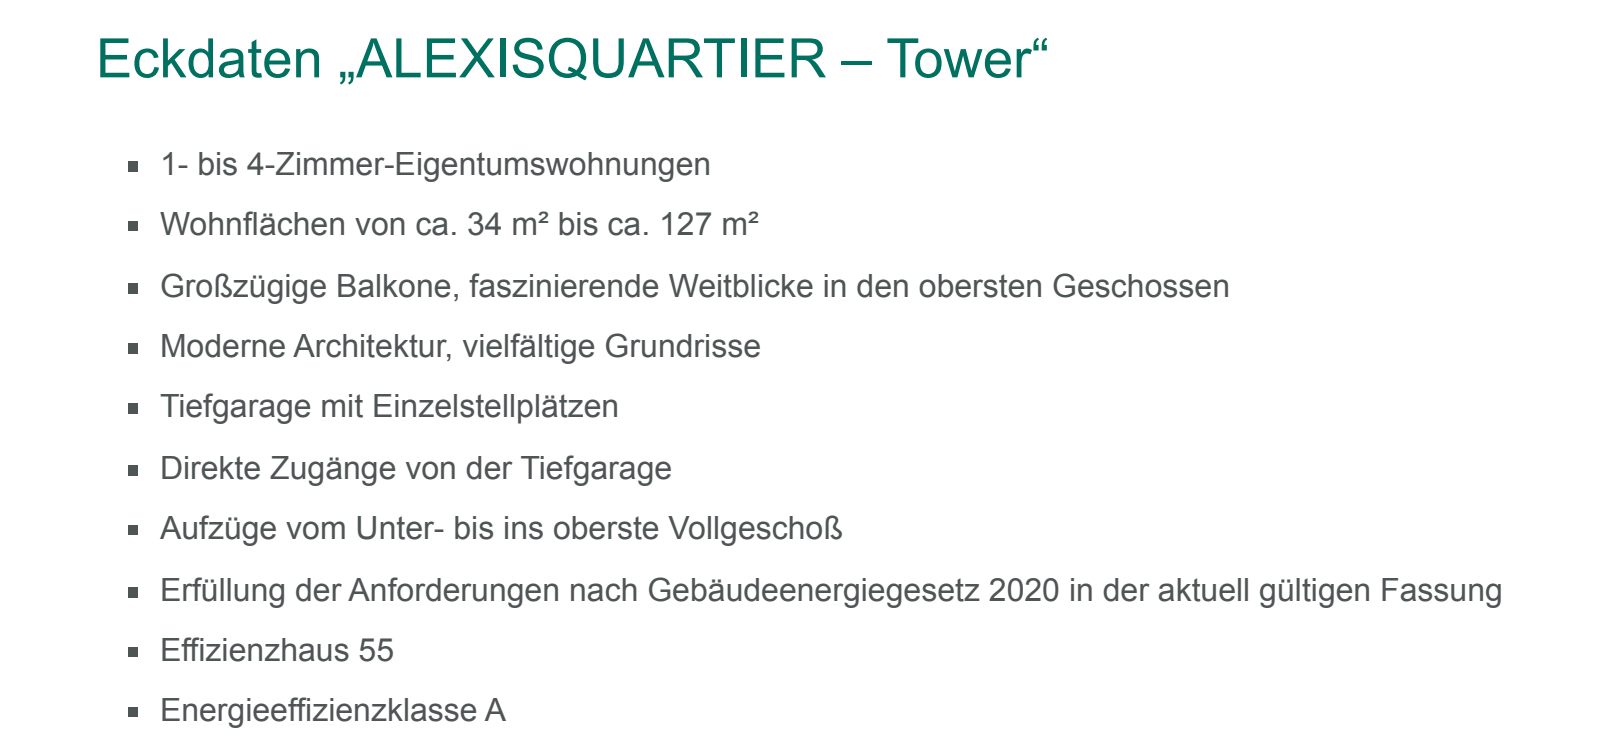 Eckdaten „ALEXISQUARTIER – Tower“
▪ 1- bis 4-Zimmer-Eigentumswohnungen
▪ Wohnflächen von ca. 34 m² bis ca. 127 m²
▪ Großzügige Balkone, faszinierende Weitblicke in den obersten Geschossen
▪ Moderne Architektur, vielfältige Grundrisse
▪ Tiefgarage mit Einzelstellplätzen
▪ Direkte Zugänge von der Tiefgarage
▪ Aufzüge vom Unter- bis ins oberste Vollgeschoß
▪ Erfüllung der Anforderungen nach Gebäudeenergiegesetz 2020 in der aktuell gültigen Fassung
▪ Effizienzhaus 55
▪ Energieeffizienzklasse A